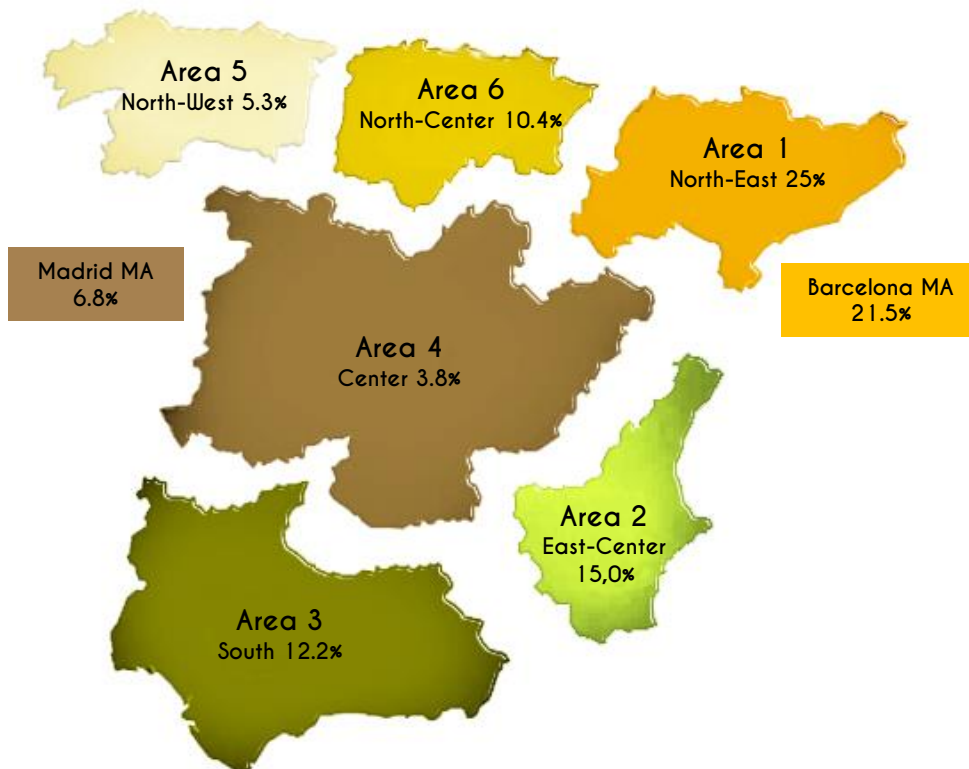 Area 5
North-West 5.3%
Area 6
North-Center 10.4%
Area 1
North-East 25%
Madrid MA
6.8%
Barcelona MA
21.5%
Area 4
Center 3.8%
Area 2
East-Center
15,0%
Area 3
South 12.2%